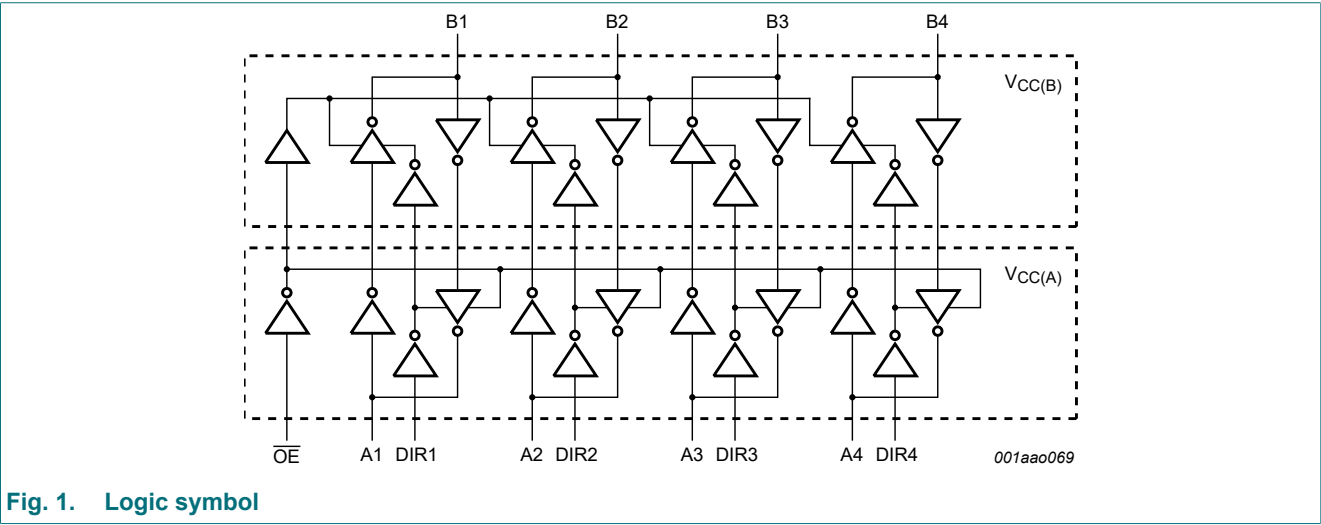 B1 B2 B3 B4
VCC(B)
VCC(A)
OE A1 DIR1 A2 DIR2 A3 DIR3 A4 DIR4
001aao069
Fig. 1. Logic symbol